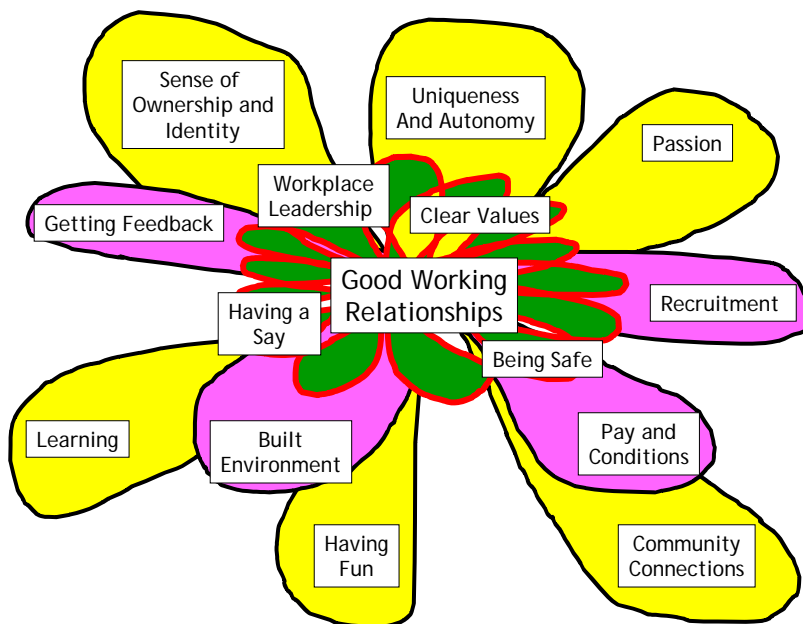 Sense of
Ownership and
Identity
Uniqueness
And Autonomy
Passion
Workplace
Leadership
Clear Values
Getting Feedback
Good Working
Relationships
Recruitment
Having a
Say
Being Safe
Learning
Built
Environment
Pay and
Conditions
Having
Fun
Community
Connections